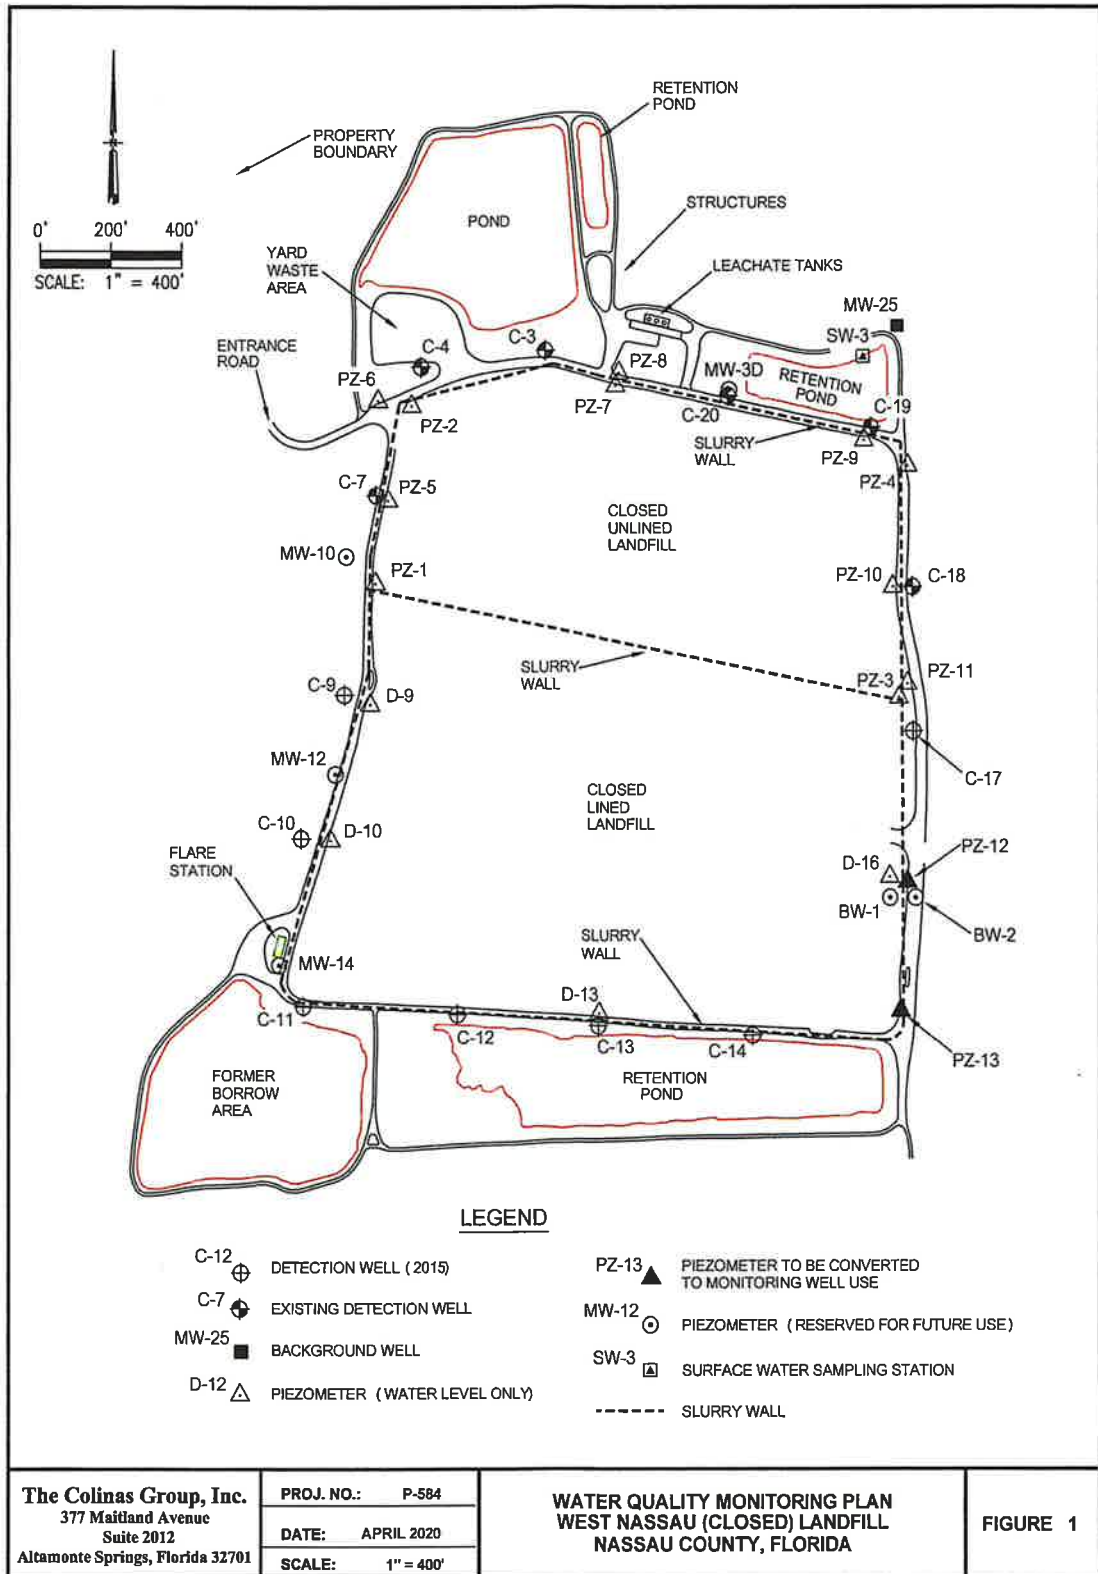 RETENTION
POND
PROPERTY
BOUNDARY
0' 200' 400'
SCALE: 1" = 400'
POND
STRUCTURES
YARD
WASTE
AREA
LEACHATE TANKS
MW-25
SW-3
ENTRANCE
ROAD
C-3
C-4
PZ-8
MW-3D
RETENTION
POND
PZ-6
PZ-7
C-20
C-19
PZ-2
SLURRY
WALL
PZ-9
PZ-4
C-7
PZ-5
CLOSED
UNLINED
LANDFILL
MW-10
PZ-1
PZ-10
C-18
SLURRY
WALL
PZ-3
PZ-11
C-9
D-9
MW-12
C-17
CLOSED
LINED
LANDFILL
C-10
D-10
FLARE
STATION
PZ-12
D-16
BW-1
BW-2
SLURRY
WALL
MW-14
D-13
C-11
C-12
C-13
C-14
PZ-13
FORMER
BORROW
AREA
RETENTION
POND
LEGEND
C-12
DETECTION WELL ( 2015)
C-7
EXISTING DETECTION WELL
MW-25
BACKGROUND WELL
D-12
PIEZOMETER ( WATER LEVEL ONLY)
PZ-13
PIEZOMETER TO BE CONVERTED
TO MONITORING WELL USE
MW-12
PIEZOMETER ( RESERVED FOR FUTURE USE )
SW-3
SURFACE WATER SAMPLING STATION
SLURRY WALL
The Colinas Group, Inc.
377 Maitland Avenue
Suite 2012
Altamonte Springs, Florida 32701
PROJ. NO.: P-584
DATE: APRIL 2020
SCALE: 1" = 400'
WATER QUALITY MONITORING PLAN
WEST NASSAU (CLOSED) LANDFILL
NASSAU COUNTY, FLORIDA
FIGURE 1